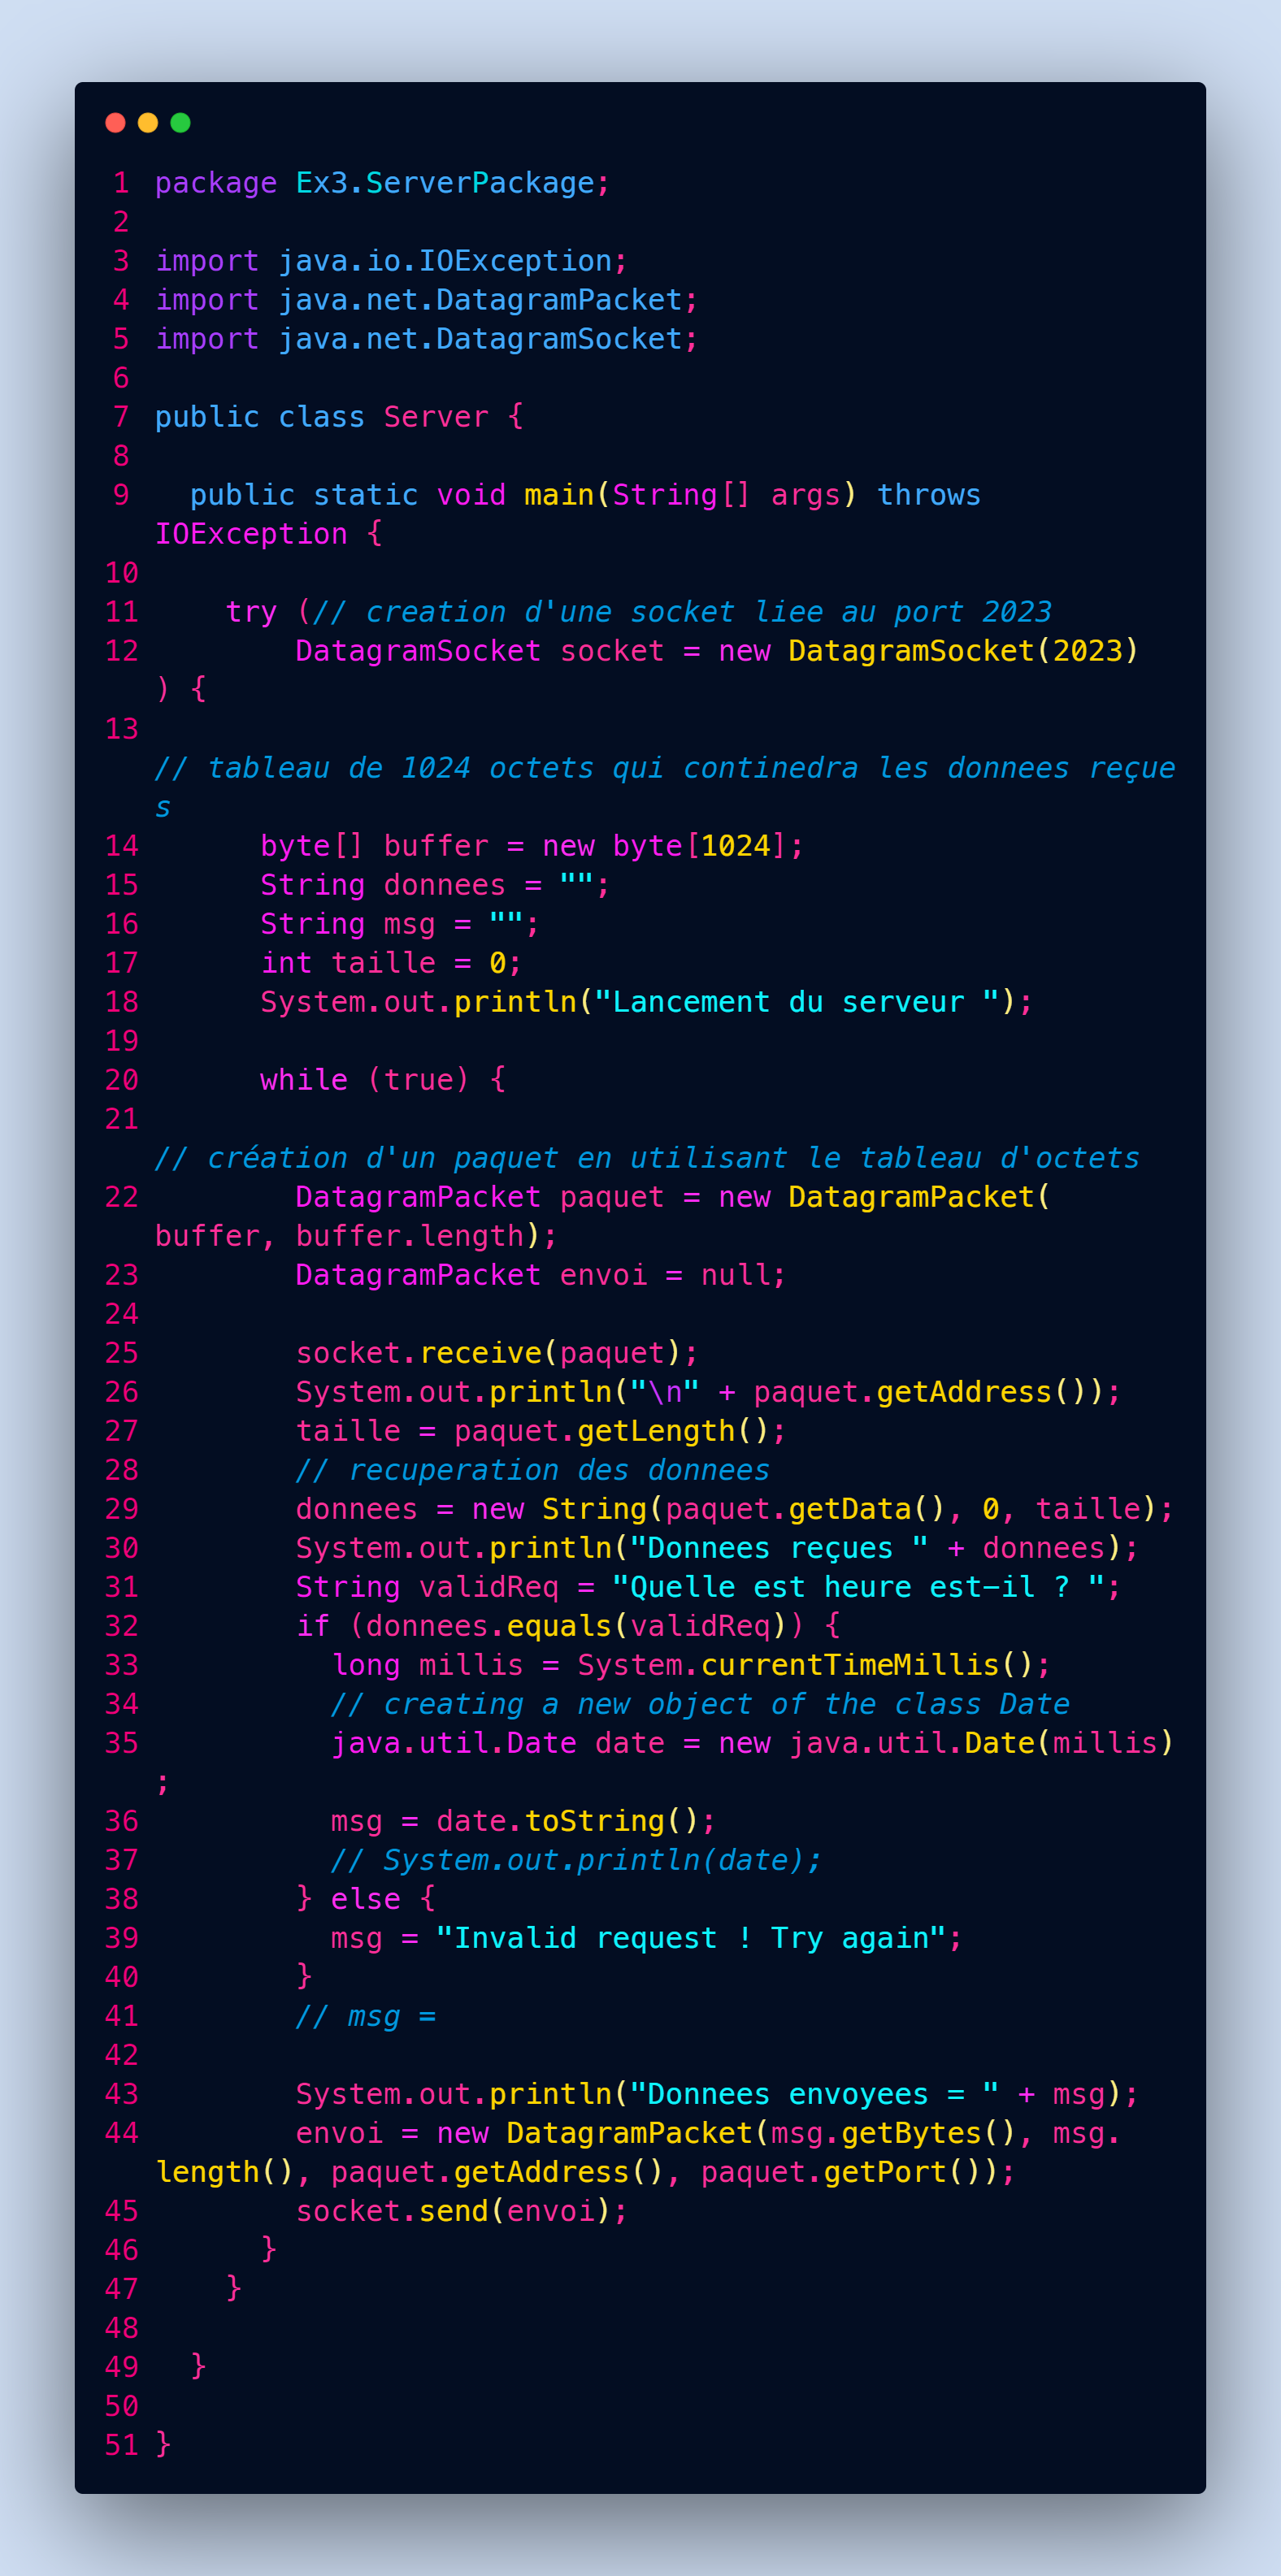 1 package Ex3.ServerPackage;
2
3 import java.io.IOException;
4 import java.net.DatagramPacket;
5 import java.net.DatagramSocket;
6
7 public class Server {
8
9   public static void main(String[] args) throws
IOException {
10
11     try (// creation d'une socket liee au port 2023
12         DatagramSocket socket = new DatagramSocket(2023)
) {
13
// tableau de 1024 octets qui continedra les donnees reçue
s
14       byte[] buffer = new byte[1024];
15       String donnees = "";
16       String msg = "";
17       int taille = 0;
18       System.out.println("Lancement du serveur ");
19
20       while (true) {
21
// création d'un paquet en utilisant le tableau d'octets
22         DatagramPacket paquet = new DatagramPacket(
buffer, buffer.length);
23         DatagramPacket envoi = null;
24
25         socket.receive(paquet);
26         System.out.println("\n" + paquet.getAddress());
27         taille = paquet.getLength();
28         // recuperation des donnees
29         donnees = new String(paquet.getData(), 0, taille);
30         System.out.println("Donnees reçues " + donnees);
31         String validReq = "Quelle est heure est-il ? ";
32         if (donnees.equals(validReq)) {
33           long millis = System.currentTimeMillis();
34           // creating a new object of the class Date
35           java.util.Date date = new java.util.Date(millis)
;
36           msg = date.toString();
37           // System.out.println(date);
38         } else {
39           msg = "Invalid request ! Try again";
40         }
41         // msg =
42
43         System.out.println("Donnees envoyees = " + msg);
44         envoi = new DatagramPacket(msg.getBytes(), msg.
length(), paquet.getAddress(), paquet.getPort());
45         socket.send(envoi);
46       }
47     }
48
49   }
50
51 }